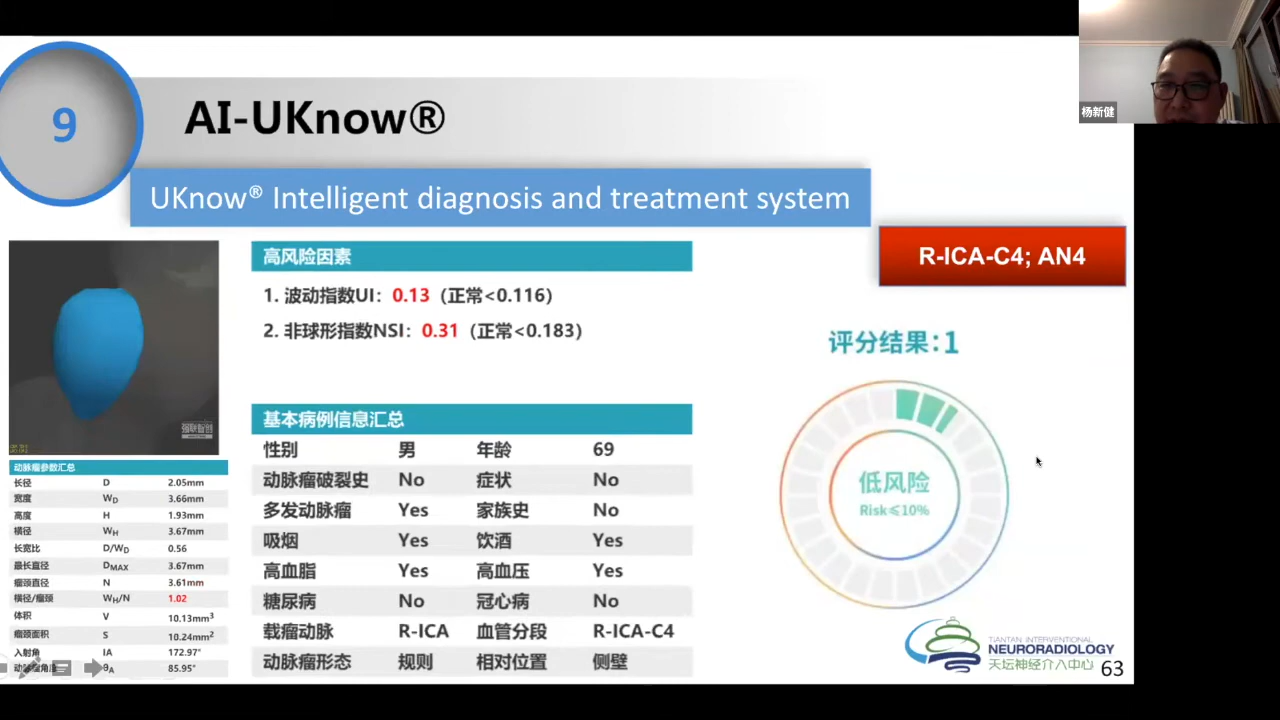 杨新健
9
AI-UKnow®
UKnow® Intelligent diagnosis and treatment system
R-ICA-C4; AN4
高风险因素
1. 波动指数UI：0.13（正常<0.116）
2. 非球形指数NSI：0.31（正常<0.183）
评分结果：1
低风险
Risk≤10%
基本病例信息汇总
性别 男 年龄 69
动脉瘤破裂史 No 症状 No
多发动脉瘤 Yes 家族史 No
吸烟 Yes 饮酒 Yes
高血脂 Yes 高血压 Yes
糖尿病 No 冠心病 No
载瘤动脉 R-ICA 血管分段 R-ICA-C4
动脉瘤形态 规则 相对位置 侧壁
动脉瘤参数汇总
长径 D 2.05mm
宽度 WD 3.66mm
高度 H 1.93mm
横径 WH 3.67mm
长宽比 D/WD 0.56
最长直径 DMAX 3.67mm
瘤颈直径 N 3.61mm
横径/瘤颈 WH/N 1.02
体积 V 10.13mm³
瘤颈面积 S 10.24mm²
入射角 IA 172.97°
动脉瘤角 θA 85.95°
TIANTAN INTERVENTIONAL
NEURORADIOLOGY
天坛神经介入中心
63